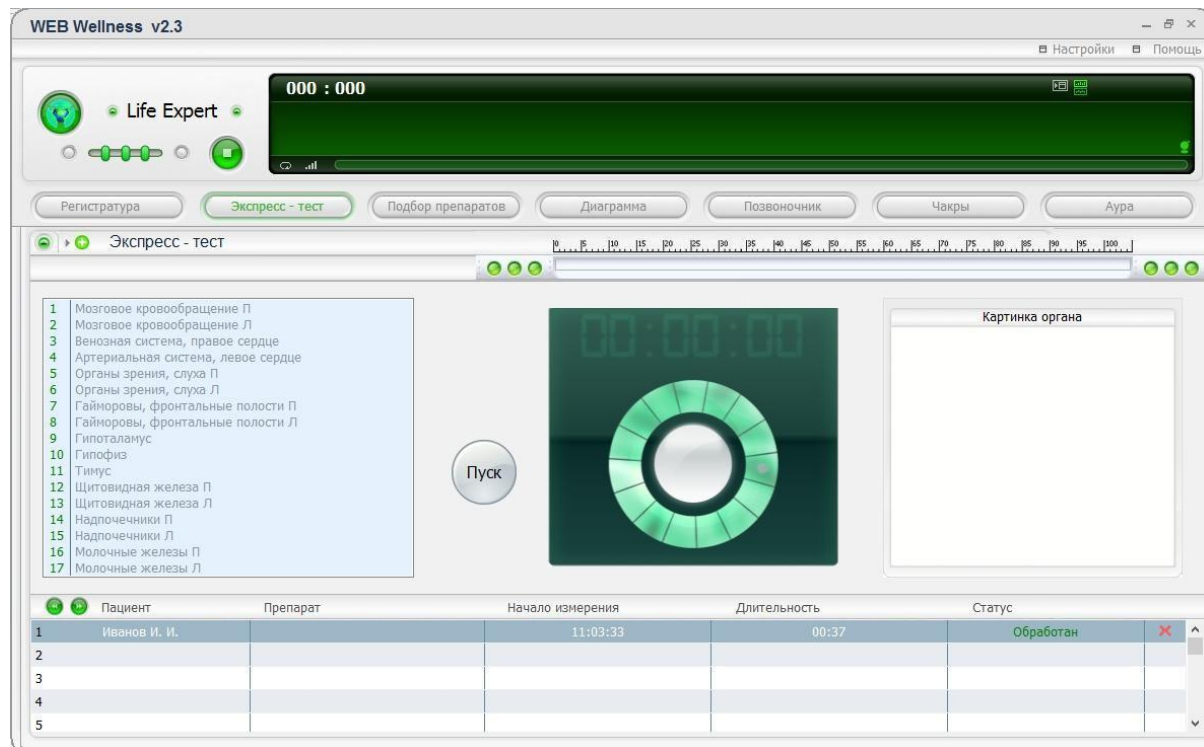 WEB Wellness v2.3
Настройки Помощь
000 : 000
Life Expert
Регистратура Экспресс - тест Подбор препаратов Диаграмма Позвоночник Чакры Аура
Экспресс - тест
0 5 10 15 20 25 30 35 40 45 50 55 60 65 70 75 80 85 90 95 100
1 Мозговое кровообращение П
2 Мозговое кровообращение Л
3 Венозная система, правое сердце
4 Артериальная система, левое сердце
5 Органы зрения, слуха П
6 Органы зрения, слуха Л
7 Гайморовы, фронтальные полости П
8 Гайморовы, фронтальные полости Л
9 Гипоталамус
10 Гипофиз
11 Тимус
12 Щитовидная железа П
13 Щитовидная железа Л
14 Надпочечники П
15 Надпочечники Л
16 Молочные железы П
17 Молочные железы Л
Пуск
00:00:00
Картинка органа
Пациент Препарат Начало измерения Длительность Статус
1 Иванов И. И. 11:03:33 00:37 Обработан
2
3
4
5